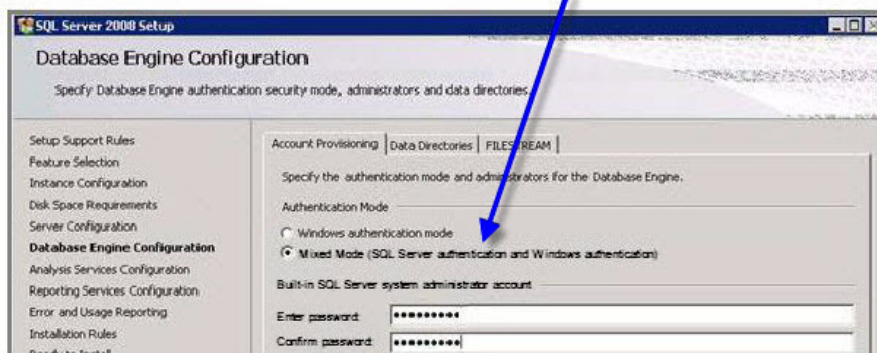 SQL Server 2008 Setup
Database Engine Configuration
Specify Database Engine authentication security mode, administrators and data directories.
Setup Support Rules
Feature Selection
Instance Configuration
Disk Space Requirements
Server Configuration
Database Engine Configuration
Analysis Services Configuration
Reporting Services Configuration
Error and Usage Reporting
Installation Rules
Ready to Install
Account Provisioning Data Directories FILESTREAM
Specify the authentication mode and administrators for the Database Engine.
Authentication Mode
Windows authentication mode
Mixed Mode (SQL Server authentication and Windows authentication)
Built-in SQL Server system administrator account
Enter password:
Confirm password: